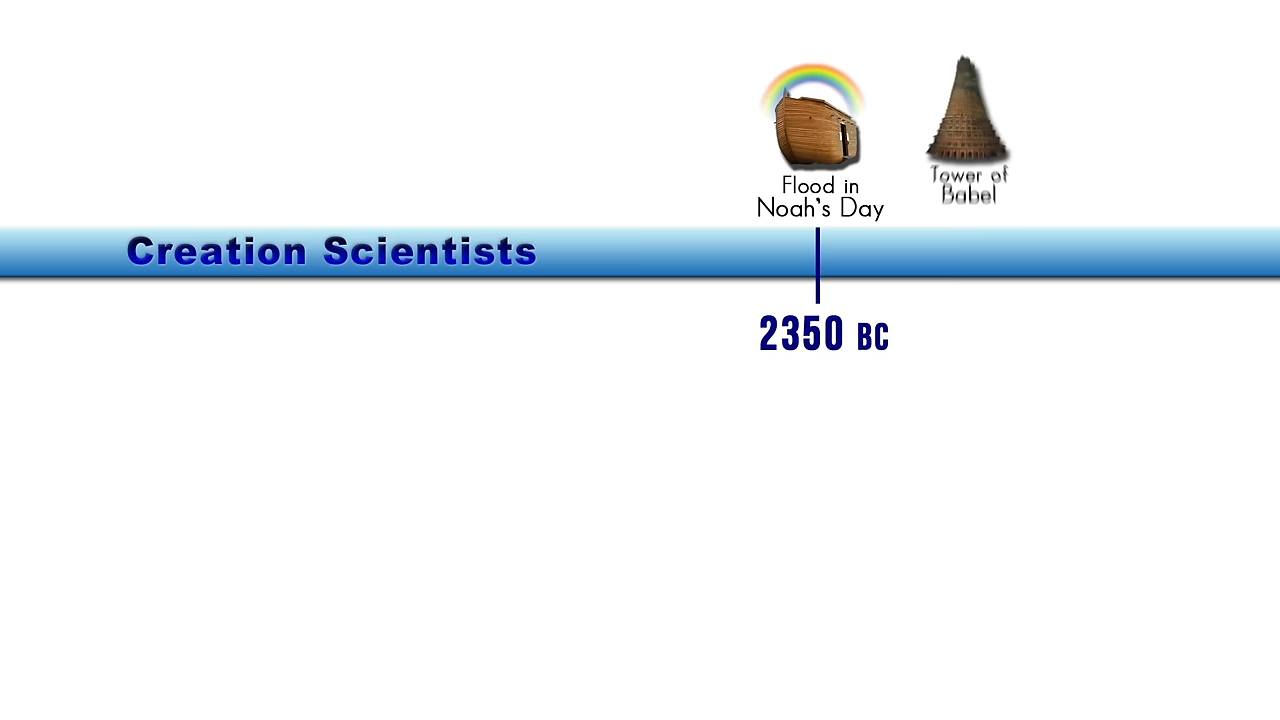 Flood in
Noah's Day
Tower of
Babel
Creation Scientists
2350 BC